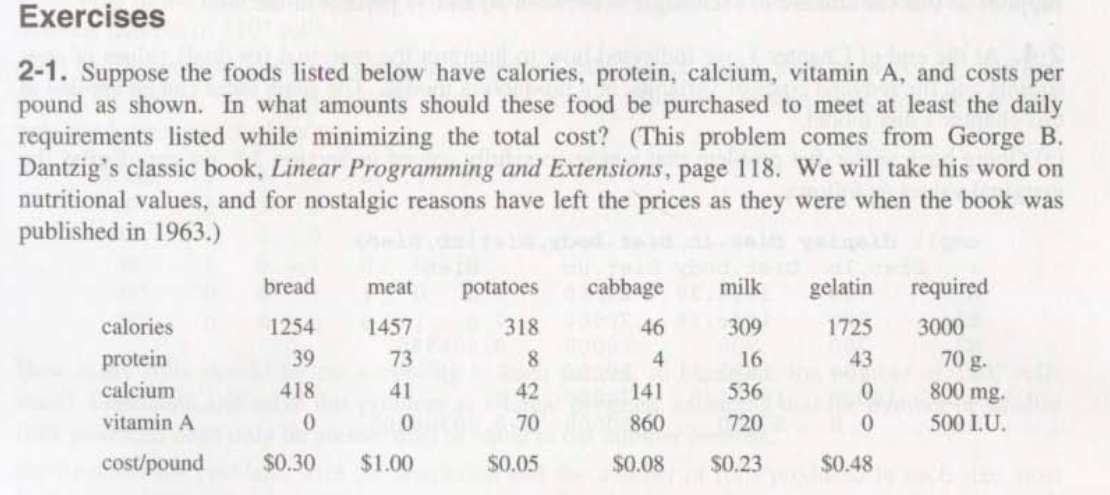 Exercises
2-1. Suppose the foods listed below have calories, protein, calcium, vitamin A, and costs per
pound as shown. In what amounts should these food be purchased to meet at least the daily
requirements listed while minimizing the total cost? (This problem comes from George B.
Dantzig's classic book, Linear Programming and Extensions, page 118. We will take his word on
nutritional values, and for nostalgic reasons have left the prices as they were when the book was
published in 1963.)
bread meat potatoes cabbage milk gelatin required
calories 1254 1457 318 46 309 1725 3000
protein 39 73 8 4 16 43 70 g.
calcium 418 41 42 141 536 0 800 mg.
vitamin A 0 0 70 860 720 0 500 I.U.
cost/pound $0.30 $1.00 $0.05 $0.08 $0.23 $0.48